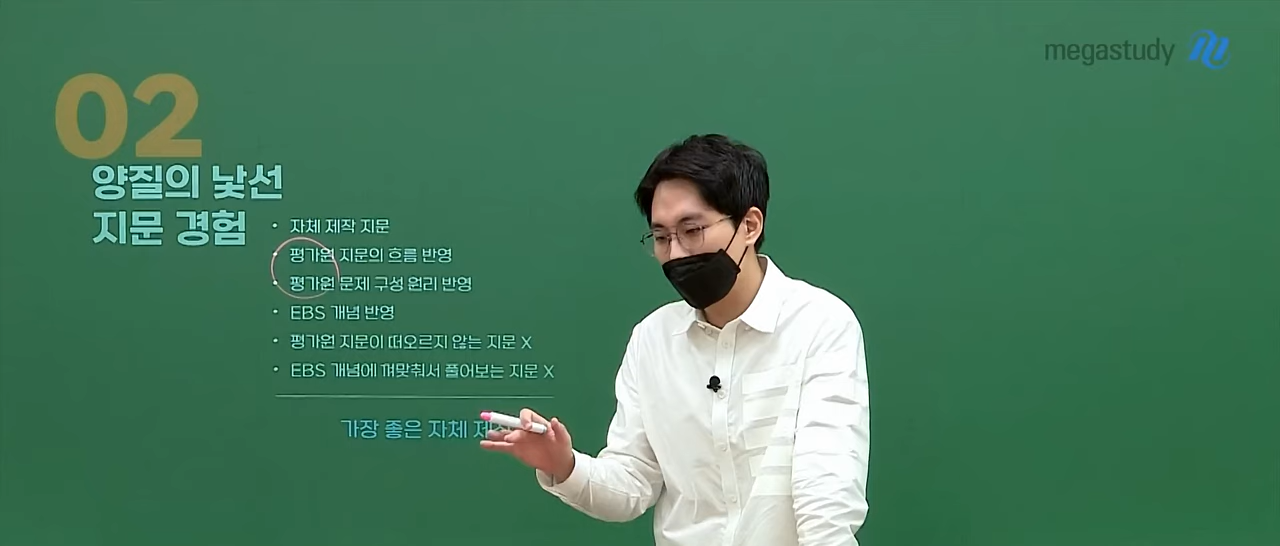 megastudy
02
양질의 낯선
지문 경험
• 자체 제작 지문
• 평가원 지문의 흐름 반영
• 평가원 문제 구성 원리 반영
• EBS 개념 반영
• 평가원 지문이 떠오르지 않는 지문 X
• EBS 개념에 껴맞춰서 풀어보는 지문 X
가장 좋은 자체